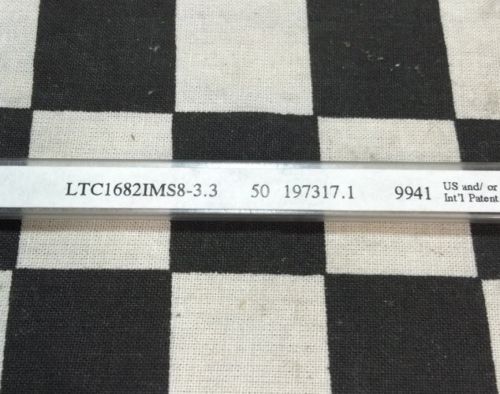 LTC1682IMS8-3.3 50 197317.1 9941 US and/ or
Int'l Patent